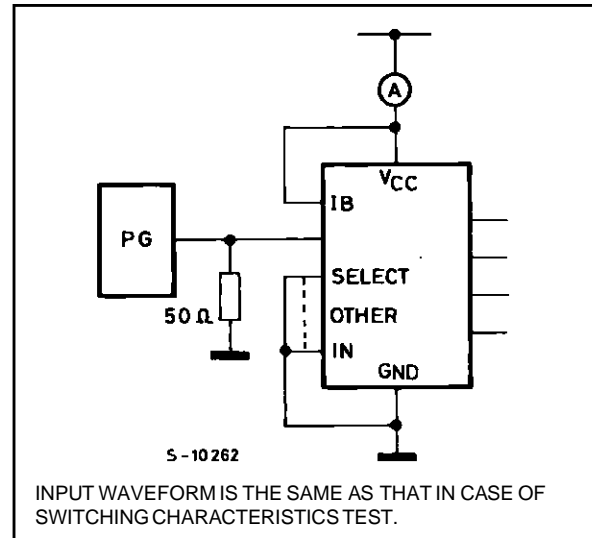 A
VCC
IB
PG
SELECT
50 Ω
OTHER
IN
GND
S-10262
INPUT WAVEFORM IS THE SAME AS THAT IN CASE OF
SWITCHING CHARACTERISTICS TEST.